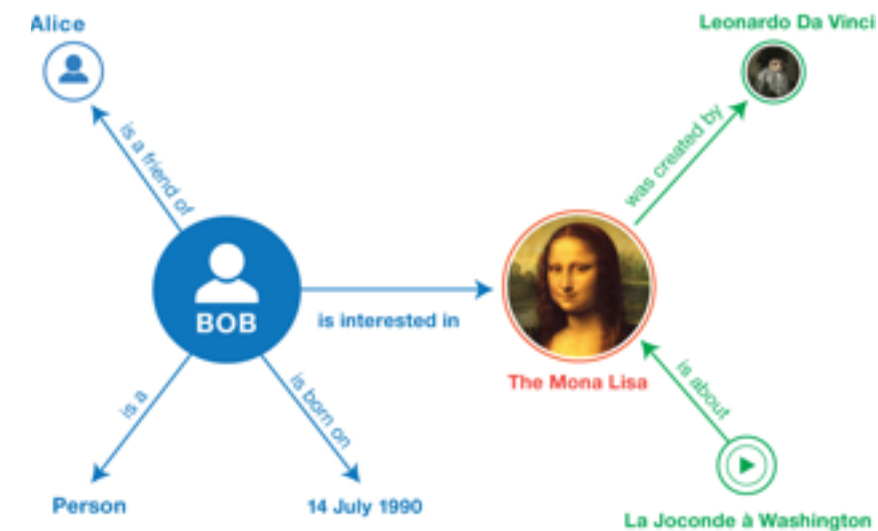 Alice
Leonardo Da Vinci
is a friend of
was created by
BOB
is interested in
The Mona Lisa
is a
is born on
is about
Person
14 July 1990
La Joconde à Washington